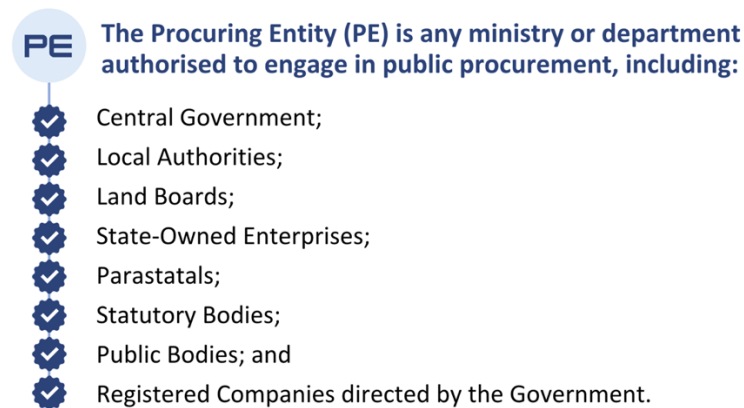 PE
The Procuring Entity (PE) is any ministry or department
authorised to engage in public procurement, including:
Central Government;
Local Authorities;
Land Boards;
State-Owned Enterprises;
Parastatals;
Statutory Bodies;
Public Bodies; and
Registered Companies directed by the Government.